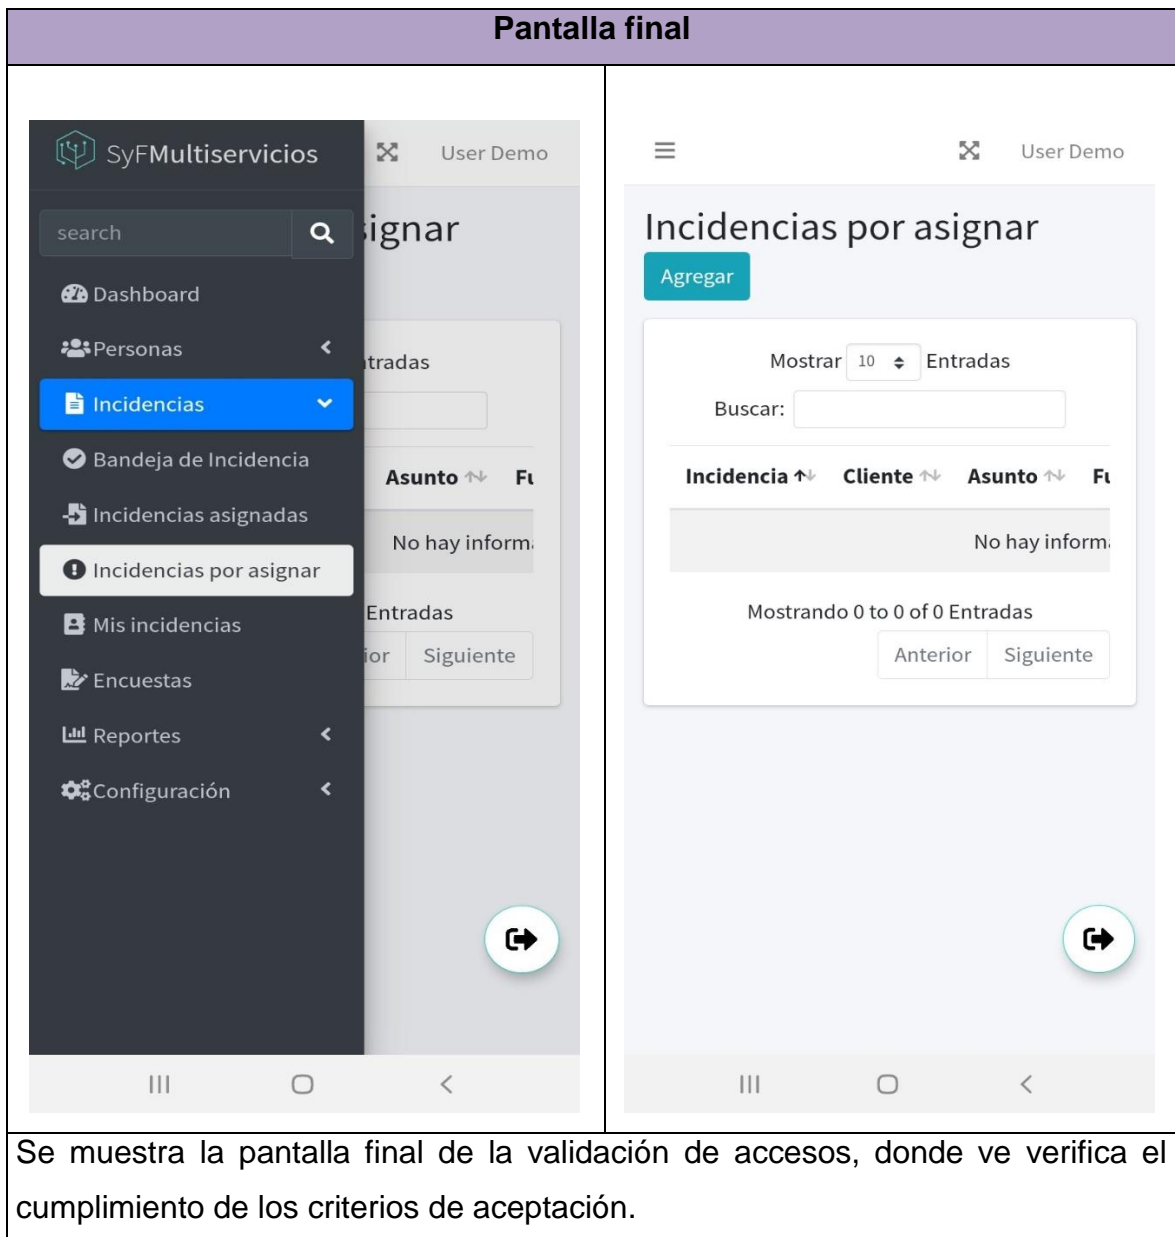 Pantalla final
SyFMultiservicios
User Demo
search
ignar
Dashboard
Personas
ntradas
Incidencias
Bandeja de Incidencia
Asunto
Incidencias asignadas
No hay inform
Incidencias por asignar
Mis incidencias
Entradas
ior Siguiente
Encuestas
Reportes
Configuración
User Demo
Incidencias por asignar
Agregar
Mostrar 10 Entradas
Buscar:
Incidencia Cliente Asunto
No hay inform
Mostrando 0 to 0 of 0 Entradas
Anterior Siguiente
Se muestra la pantalla final de la validación de accesos, donde ve verifica el
cumplimiento de los criterios de aceptación.